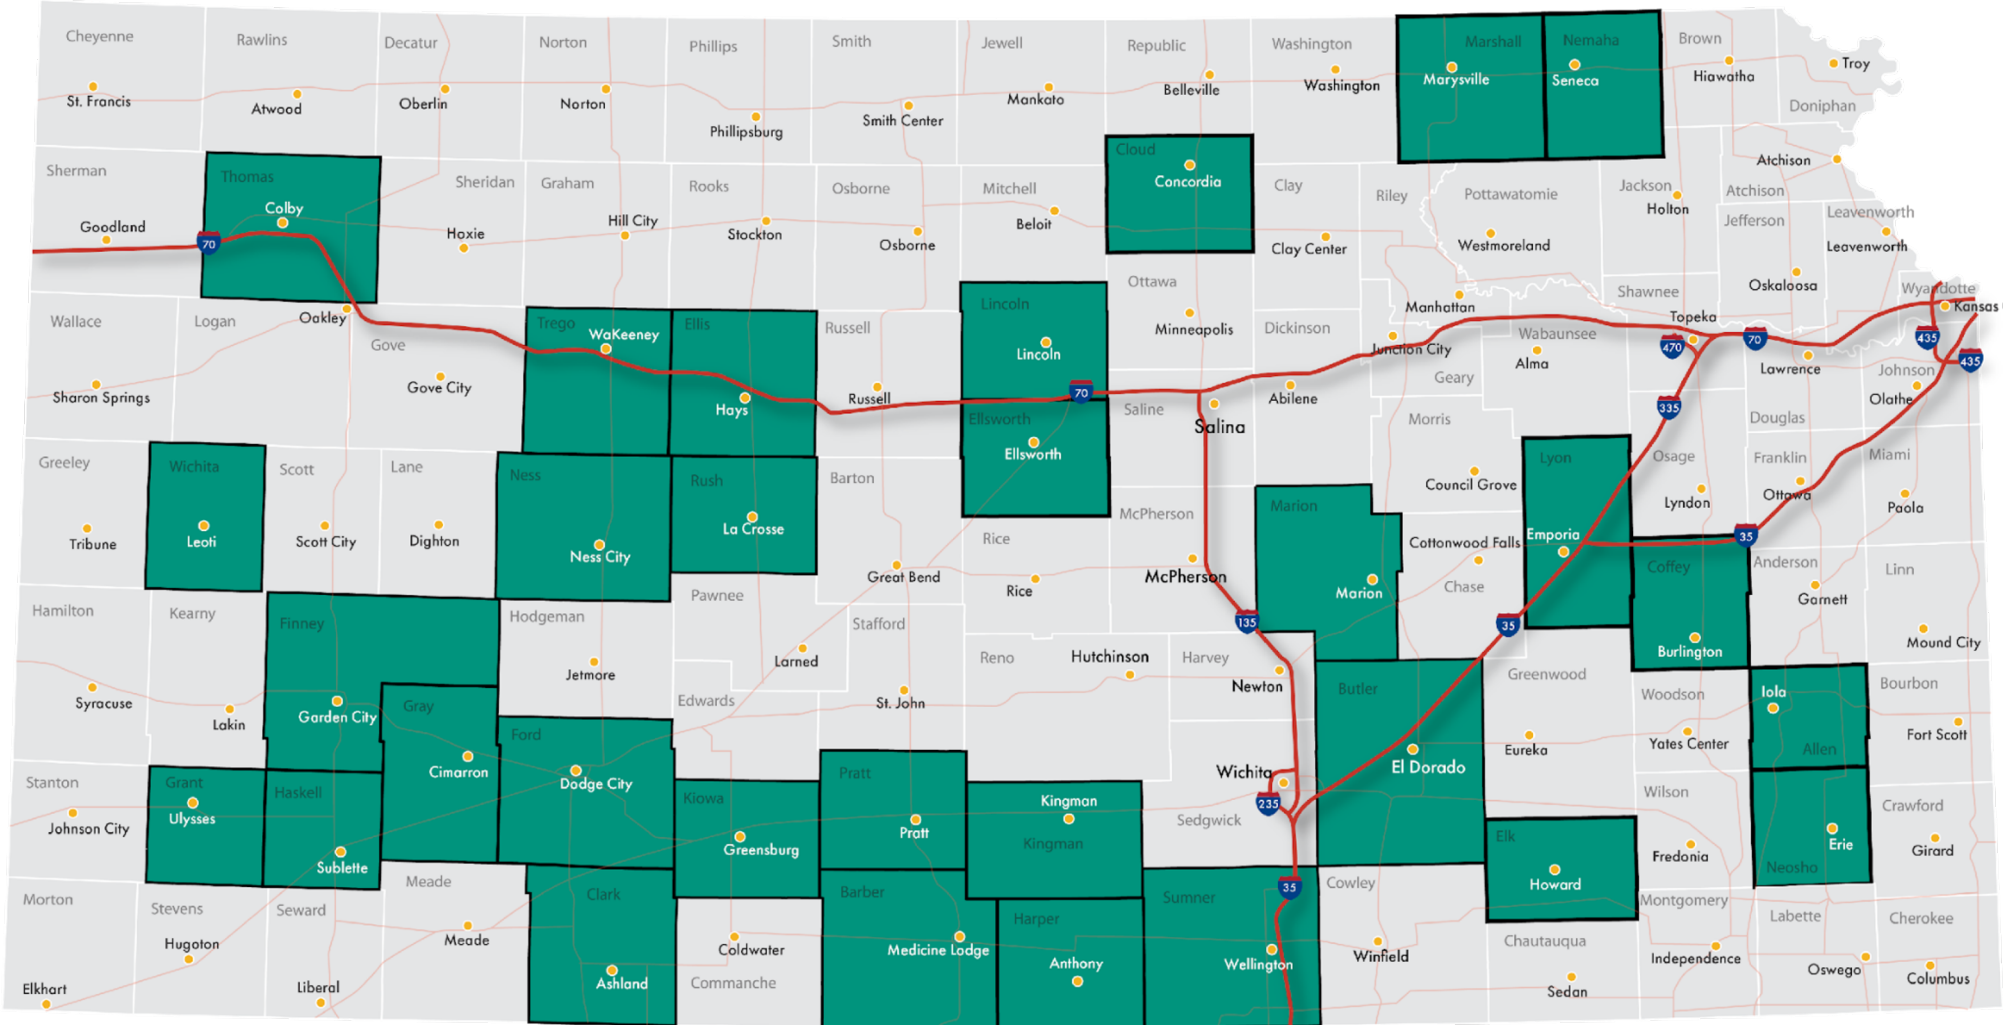 Cheyenne
Rawlins
Decatur
Norton
Phillips
Smith
Jewell
Republic
Washington
Marshall
Nemaha
Brown
Troy
St. Francis
Atwood
Oberlin
Norton
Phillipsburg
Smith Center
Mankato
Belleville
Washington
Marysville
Seneca
Hiawatha
Doniphan
Sherman
Thomas
Sheridan
Graham
Rooks
Osborne
Mitchell
Cloud
Concordia
Clay
Riley
Pottawatomie
Jackson
Holton
Atchison
Atchison
Jefferson
Leavenworth
Leavenworth
Goodland
70
Colby
Hoxie
Hill City
Stockton
Osborne
Beloit
Clay Center
Westmoreland
Oskaloosa
Wallace
Logan
Oakley
Gove
Trego
WaKeeney
Ellis
Russell
Lincoln
Lincoln
Ottawa
Minneapolis
Dickinson
Manhattan
Junction City
Wabaunsee
Alma
Shawnee
Topeka
470
70
Wyandotte
Kansas
435
435
Sharon Springs
Gove City
Hays
Russell
70
Saline
Salina
Abilene
Geary
Morris
335
Lawrence
Douglas
Johnson
Olathe
Greeley
Wichita
Scott
Lane
Ness
Rush
Barton
Ellsworth
Ellsworth
McPherson
Marion
Council Grove
Lyon
Osage
Lyndon
Franklin
Ottawa
Miami
Paola
Tribune
Leoti
Scott City
Dighton
Ness City
La Crosse
Great Bend
Rice
Rice
McPherson
Marion
Cottonwood Falls
Chase
Emporia
35
35
Coffey
Burlington
Anderson
Garnett
Linn
Mound City
Hamilton
Kearny
Finney
Hodgeman
Pawnee
Stafford
Reno
Hutchinson
Harvey
135
Newton
Syracuse
Lakin
Garden City
Gray
Cimarron
Jetmore
Larned
Edwards
St. John
Butler
Greenwood
Woodson
Iola
Allen
Bourbon
Fort Scott
Stanton
Grant
Haskell
Ford
Dodge City
Kiowa
Pratt
Kingman
Kingman
Wichita
235
Sedgwick
El Dorado
Eureka
Yates Center
Wilson
Crawford
Johnson City
Ulysses
Sublette
Greensburg
Pratt
Elk
Howard
Fredonia
Neosho
Erie
Girard
Morton
Stevens
Seward
Meade
Clark
Barber
Harper
Sumner
35
Cowley
Montgomery
Labette
Cherokee
Elkhart
Hugoton
Liberal
Meade
Ashland
Coldwater
Commanche
Medicine Lodge
Anthony
Wellington
Winfield
Chautauqua
Sedan
Independence
Oswego
Columbus